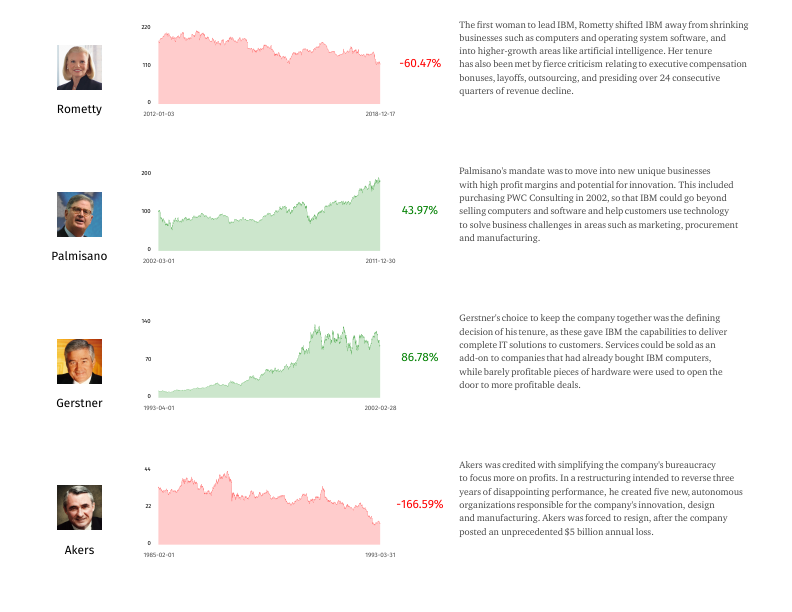 220
110
0
2012-01-03
2018-12-17
Rometty
-60.47%
The first woman to lead IBM, Rometty shifted IBM away from shrinking
businesses such as computers and operating system software, and
into higher-growth areas like artificial intelligence. Her tenure
has also been met by fierce criticism relating to executive compensation
bonuses, layoffs, outsourcing, and presiding over 24 consecutive
quarters of revenue decline.
200
100
0
2002-03-01
2011-12-30
Palmisano
43.97%
Palmisano's mandate was to move into new unique businesses
with high profit margins and potential for innovation. This included
purchasing PWC Consulting in 2002, so that IBM could go beyond
selling computers and software and help customers use technology
to solve business challenges in areas such as marketing, procurement
and manufacturing.
140
70
0
1993-04-01
2002-02-28
Gerstner
86.78%
Gerstner's choice to keep the company together was the defining
decision of his tenure, as these gave IBM the capabilities to deliver
complete IT solutions to customers. Services could be sold as an
add-on to companies that had already bought IBM computers,
while barely profitable pieces of hardware were used to open the
door to more profitable deals.
44
22
0
1985-02-01
1993-03-31
Akers
-166.59%
Akers was credited with simplifying the company's bureaucracy
to focus more on profits. In a restructuring intended to reverse three
years of disappointing performance, he created five new, autonomous
organizations responsible for the company's innovation, design
and manufacturing. Akers was forced to resign, after the company
posted an unprecedented $5 billion annual loss.